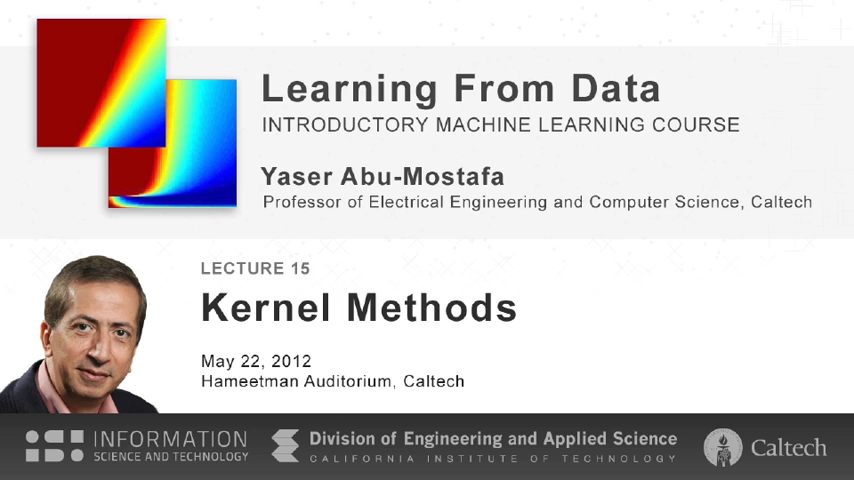 Learning From Data
INTRODUCTORY MACHINE LEARNING COURSE
Yaser Abu-Mostafa
Professor of Electrical Engineering and Computer Science, Caltech
LECTURE 15
Kernel Methods
May 22, 2012
Hameetman Auditorium, Caltech
INFORMATION
SCIENCE AND TECHNOLOGY
Division of Engineering and Applied Science
CALIFORNIA INSTITUTE OF TECHNOLOGY
Caltech